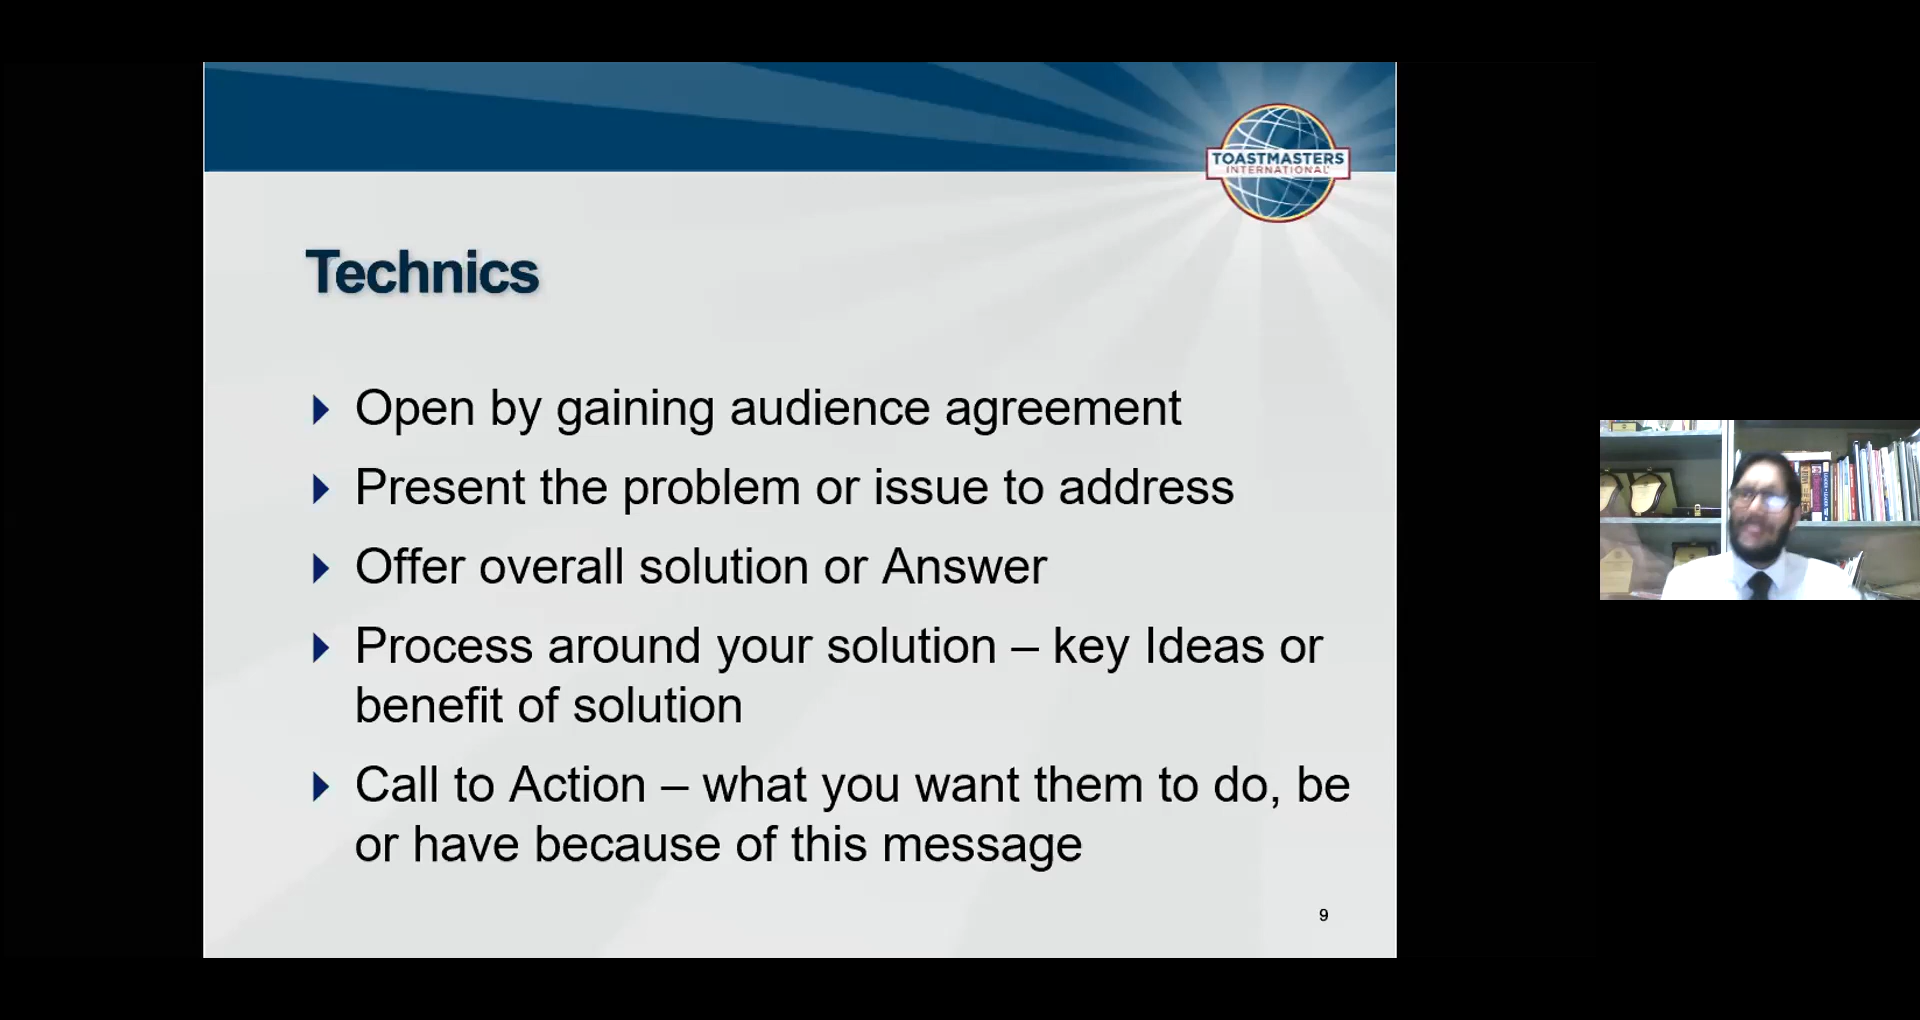 TOASTMASTERS
INTERNATIONAL
Technics
Open by gaining audience agreement
Present the problem or issue to address
Offer overall solution or Answer
Process around your solution – key Ideas or
benefit of solution
Call to Action – what you want them to do, be
or have because of this message
9